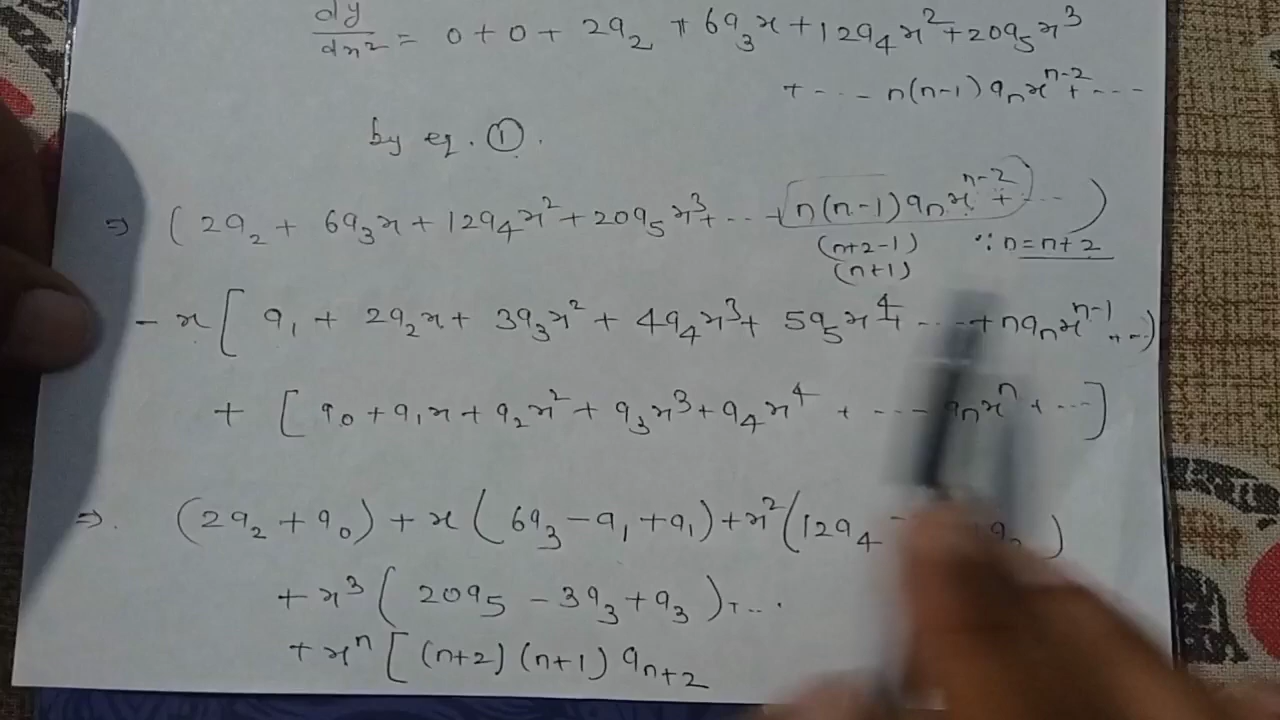 dy/dx² = 0 + 0 + 2a₂ + 6a₃x + 12a₄x² + 20a₅x³
+ --- n(n-1) aₙxⁿ⁻² + ---
by eq. ①.
⇒ (2a₂ + 6a₃x + 12a₄x² + 20a₅x³ + --- + n(n-1) aₙxⁿ⁻² + ---)
(n+2-1) ∵ n = n+2
(n+1)
- x [ a₁ + 2a₂x + 3a₃x² + 4a₄x³ + 5a₅x⁴ + --- + naₙxⁿ⁻¹ + --)
+ [ a₀ + a₁x + a₂x² + a₃x³ + a₄x⁴ + --- aₙxⁿ + --- ]
⇒. (2a₂ + a₀) + x ( 6a₃ - a₁ + a₁) + x² (12a₄ - a₂ )
+ x³ ( 20a₅ - 3a₃ + a₃ ) + ...
+ xⁿ [ (n+2) (n+1) aₙ₊₂